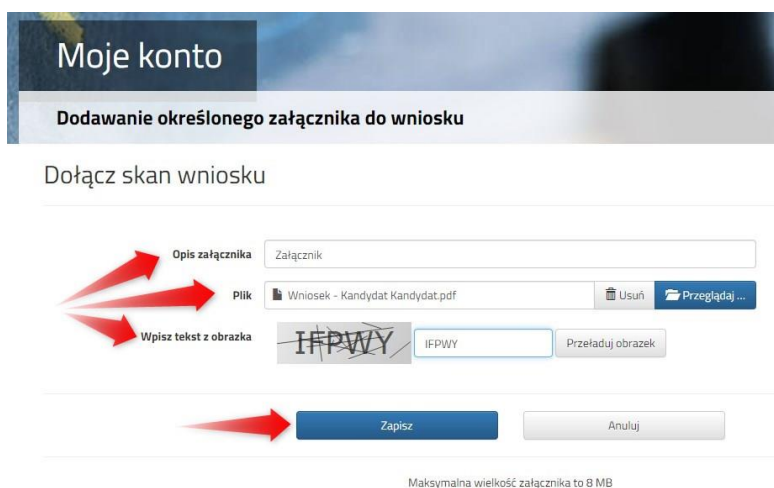 Moje konto
Dodawanie określonego załącznika do wniosku
Dołącz skan wniosku
Opis załącznika Załącznik
Plik Wniosek - Kandydat Kandydat.pdf Usuń Przeglądaj ...
Wpisz tekst z obrazka IFPWY IFPWY Przeładuj obrazek
Zapisz Anuluj
Maksymalna wielkość załącznika to 8 MB